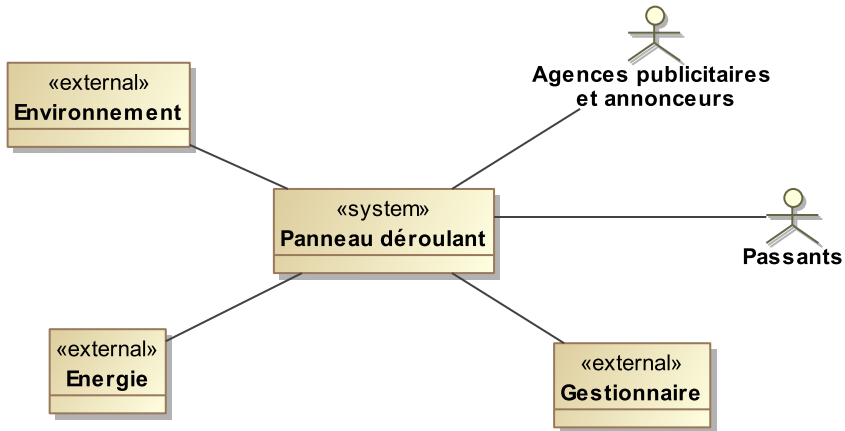 Agences publicitaires
et annonceurs
«external»
Environnement
«system»
Panneau déroulant
Passants
«external»
Energie
«external»
Gestionnaire